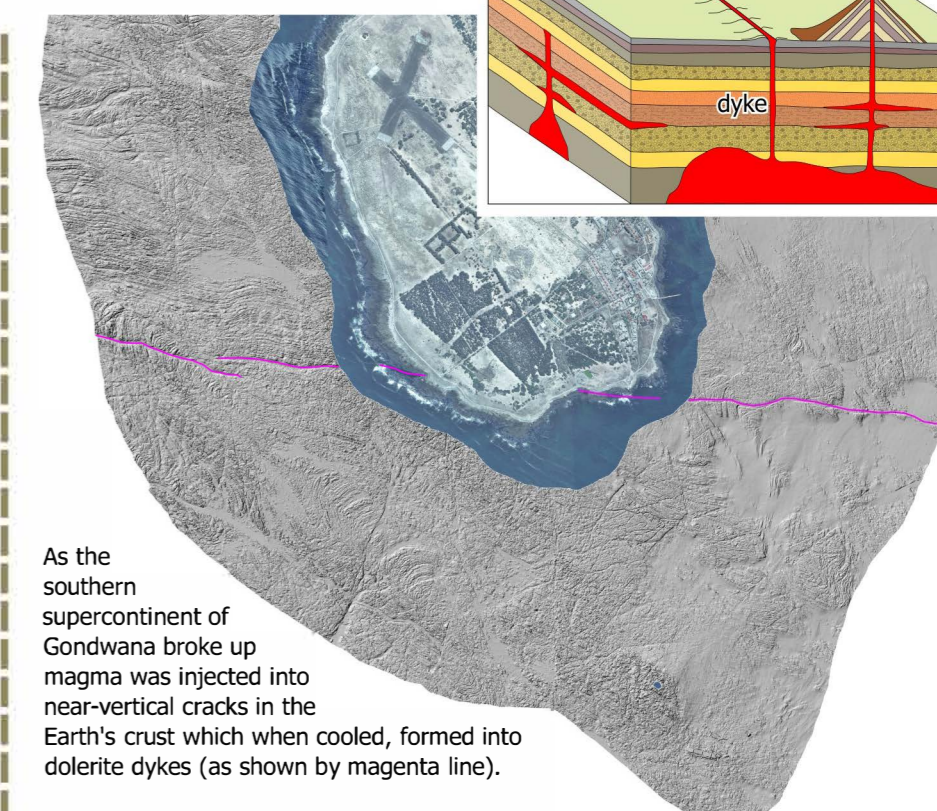 dyke
As the
southern
supercontinent of
Gondwana broke up
magma was injected into
near-vertical cracks in the
Earth's crust which when cooled, formed into
dolerite dykes (as shown by magenta line).